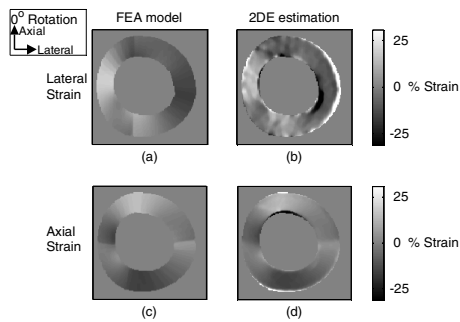 0° Rotation
Axial
Lateral
FEA model
2DE estimation
Lateral
Strain
25
0 % Strain
-25
(a)
(b)
Axial
Strain
25
0 % Strain
-25
(c)
(d)